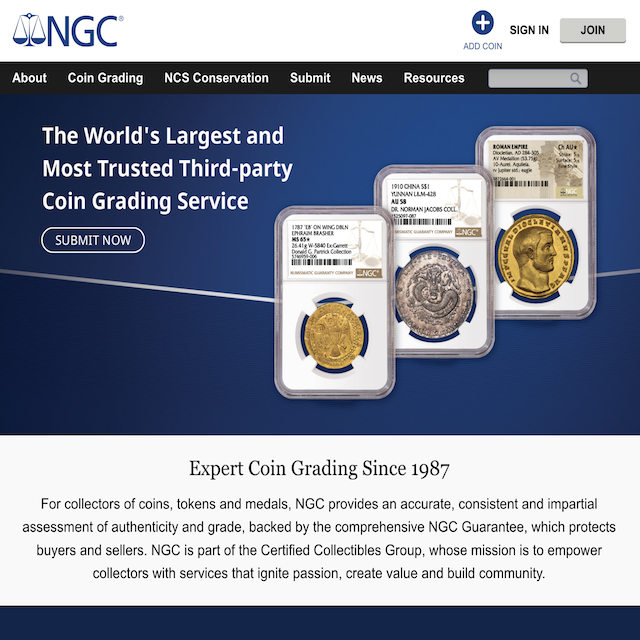 NGC®
ADD COIN
SIGN IN
JOIN
About Coin Grading NCS Conservation Submit News Resources
The World's Largest and
Most Trusted Third-party
Coin Grading Service
SUBMIT NOW
1787 'EB' ON WING DBLN
EPHRAIM BRASHER
MS 65★
26.41g W-5840 Ex.Garrett
Donald G. Partrick Collection
5746959-006
NUMISMATIC GUARANTY COMPANY
NGC
1910 CHINA S$1
YUNNAN L&M-428
AU 58
DR. NORMAN JACOBS COLL.
NUMISMATIC GUARANTY COMPANY
NGC
ROMAN EMPIRE
Diocletian, AD 284-305
AV Medallion (53.75g)
10-Aurei. Aquileia.
rv Jupiter std.; eagle
Ch AU★
Strike: 5/5
Fine Style
NGC
Expert Coin Grading Since 1987
For collectors of coins, tokens and medals, NGC provides an accurate, consistent and impartial
assessment of authenticity and grade, backed by the comprehensive NGC Guarantee, which protects
buyers and sellers. NGC is part of the Certified Collectibles Group, whose mission is to empower
collectors with services that ignite passion, create value and build community.